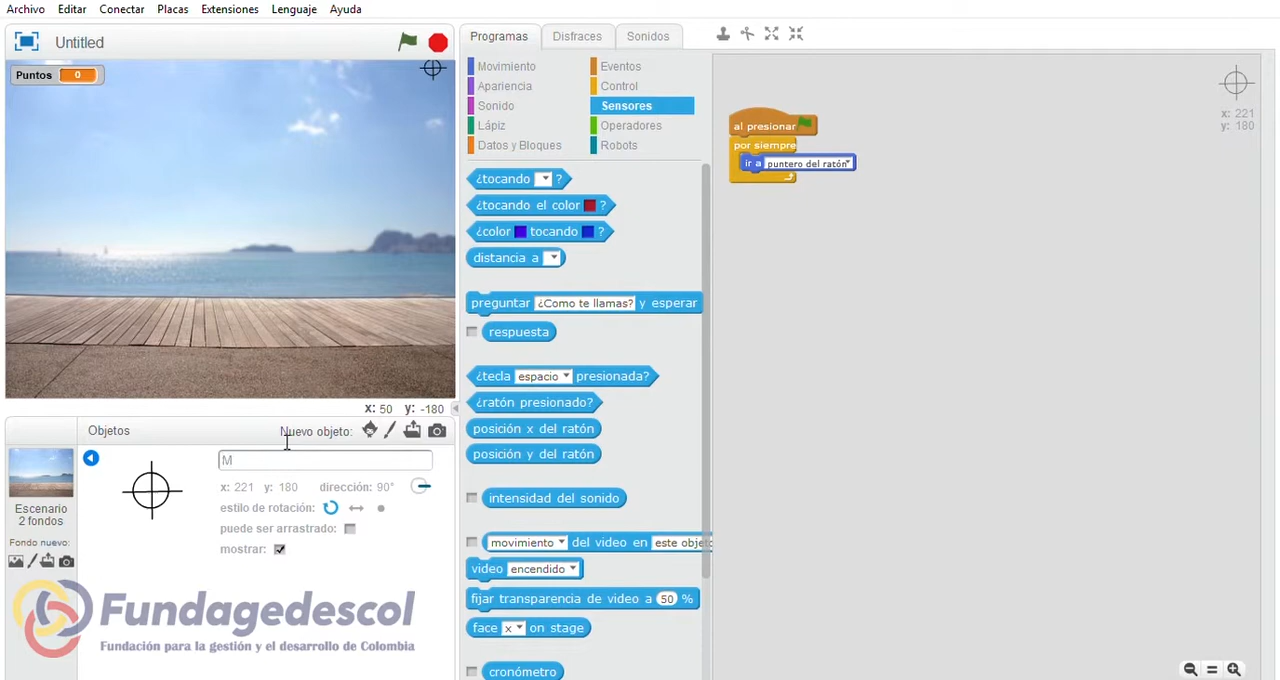 Archivo Editar Conectar Placas Extensiones Lenguaje Ayuda
Untitled
Puntos 0
x: 50 y: -180
Objetos Nuevo objeto:
M
x: 221 y: 180 dirección: 90°
estilo de rotación:
puede ser arrastrado:
mostrar:
Escenario
2 fondos
Fondo nuevo:
Fundagedescol
Fundación para la gestión y el desarrollo de Colombia
Programas Disfraces Sonidos
Movimiento Eventos
Apariencia Control
Sonido Sensores
Lápiz Operadores
Datos y Bloques Robots
¿tocando ?
¿tocando el color ?
¿color tocando ?
distancia a
preguntar ¿Como te llamas? y esperar
respuesta
¿tecla espacio presionada?
¿ratón presionado?
posición x del ratón
posición y del ratón
intensidad del sonido
movimiento del video en este objeto
video encendido
fijar transparencia de video a 50 %
face x on stage
cronómetro
al presionar
por siempre
ir a puntero del ratón
x: 221
y: 180